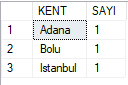 KENT SAYI
1 Adana 1
2 Bolu 1
3 Istanbul 1